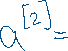 a^[2] =